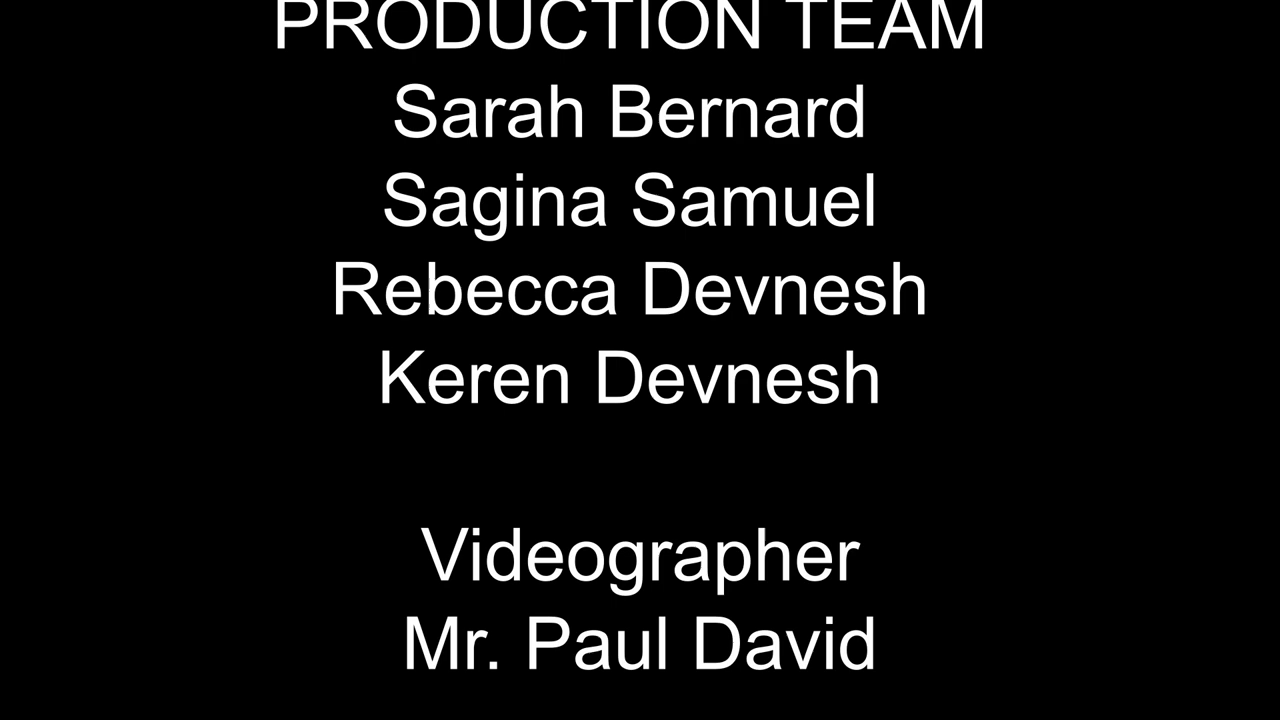 PRODUCTION TEAM
Sarah Bernard
Sagina Samuel
Rebecca Devnesh
Keren Devnesh
Videographer
Mr. Paul David